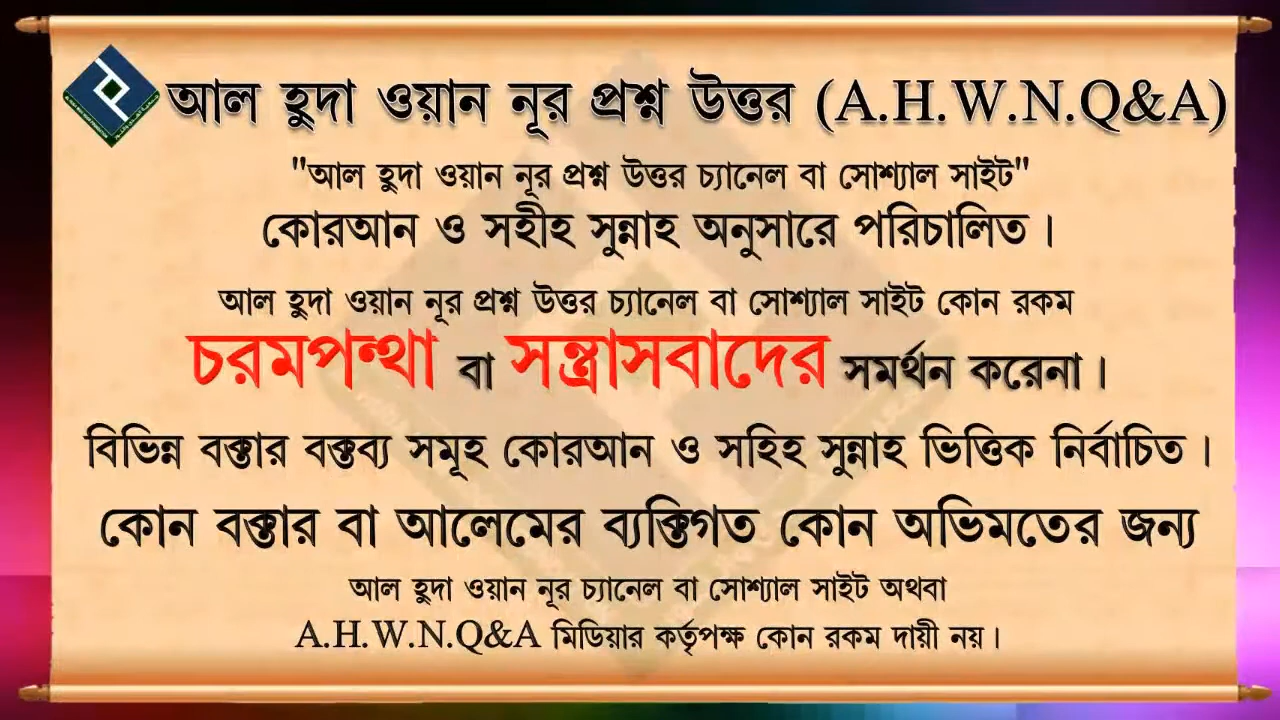 আল হুদা ওয়ান নূর প্রশ্ন উত্তর (A.H.W.N.Q&A)
"আল হুদা ওয়ান নূর প্রশ্ন উত্তর চ্যানেল বা সোশ্যাল সাইট"
কোরআন ও সহীহ সুন্নাহ অনুসারে পরিচালিত।
আল হুদা ওয়ান নূর প্রশ্ন উত্তর চ্যানেল বা সোশ্যাল সাইট কোন রকম
চরমপন্থা বা সন্ত্রাসবাদের সমর্থন করেনা।
বিভিন্ন বক্তার বক্তব্য সমূহ কোরআন ও সহিহ সুন্নাহ ভিত্তিক নির্বাচিত।
কোন বক্তার বা আলেমের ব্যক্তিগত কোন অভিমতের জন্য
আল হুদা ওয়ান নূর চ্যানেল বা সোশ্যাল সাইট অথবা
A.H.W.N.Q&A মিডিয়ার কর্তৃপক্ষ কোন রকম দায়ী নয়।